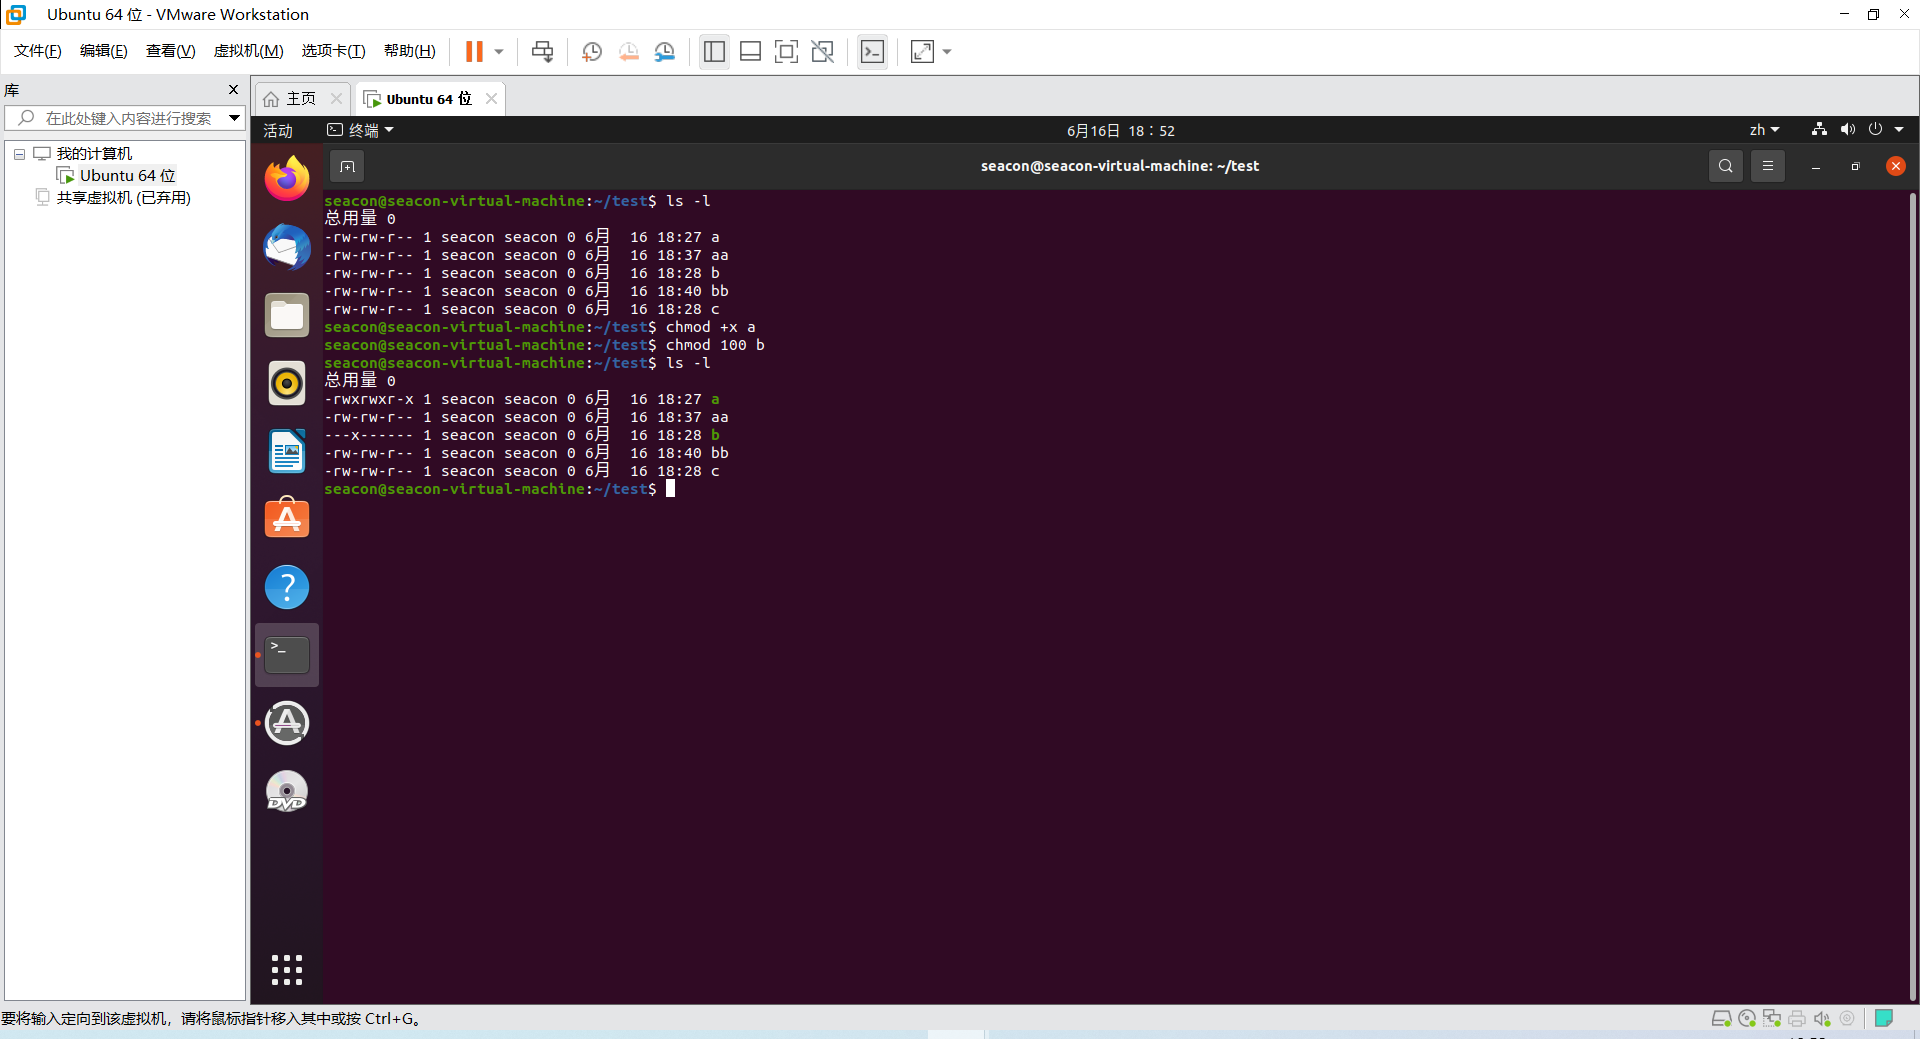 Ubuntu 64 位 - VMware Workstation
文件(F) 编辑(E) 查看(V) 虚拟机(M) 选项卡(T) 帮助(H)
库
在此处键入内容进行搜索
我的计算机
Ubuntu 64 位
共享虚拟机 (已弃用)
主页 Ubuntu 64 位
活动 终端 6月16日 18：52 zh
seacon@seacon-virtual-machine: ~/test
seacon@seacon-virtual-machine:~/test$ ls -l
总用量 0
-rw-rw-r-- 1 seacon seacon 0 6月  16 18:27 a
-rw-rw-r-- 1 seacon seacon 0 6月  16 18:37 aa
-rw-rw-r-- 1 seacon seacon 0 6月  16 18:28 b
-rw-rw-r-- 1 seacon seacon 0 6月  16 18:40 bb
-rw-rw-r-- 1 seacon seacon 0 6月  16 18:28 c
seacon@seacon-virtual-machine:~/test$ chmod +x a
seacon@seacon-virtual-machine:~/test$ chmod 100 b
seacon@seacon-virtual-machine:~/test$ ls -l
总用量 0
-rwxrwxr-x 1 seacon seacon 0 6月  16 18:27 a
-rw-rw-r-- 1 seacon seacon 0 6月  16 18:37 aa
---x------ 1 seacon seacon 0 6月  16 18:28 b
-rw-rw-r-- 1 seacon seacon 0 6月  16 18:40 bb
-rw-rw-r-- 1 seacon seacon 0 6月  16 18:28 c
seacon@seacon-virtual-machine:~/test$
>_
DVD
要将输入定向到该虚拟机，请将鼠标指针移入其中或按 Ctrl+G。